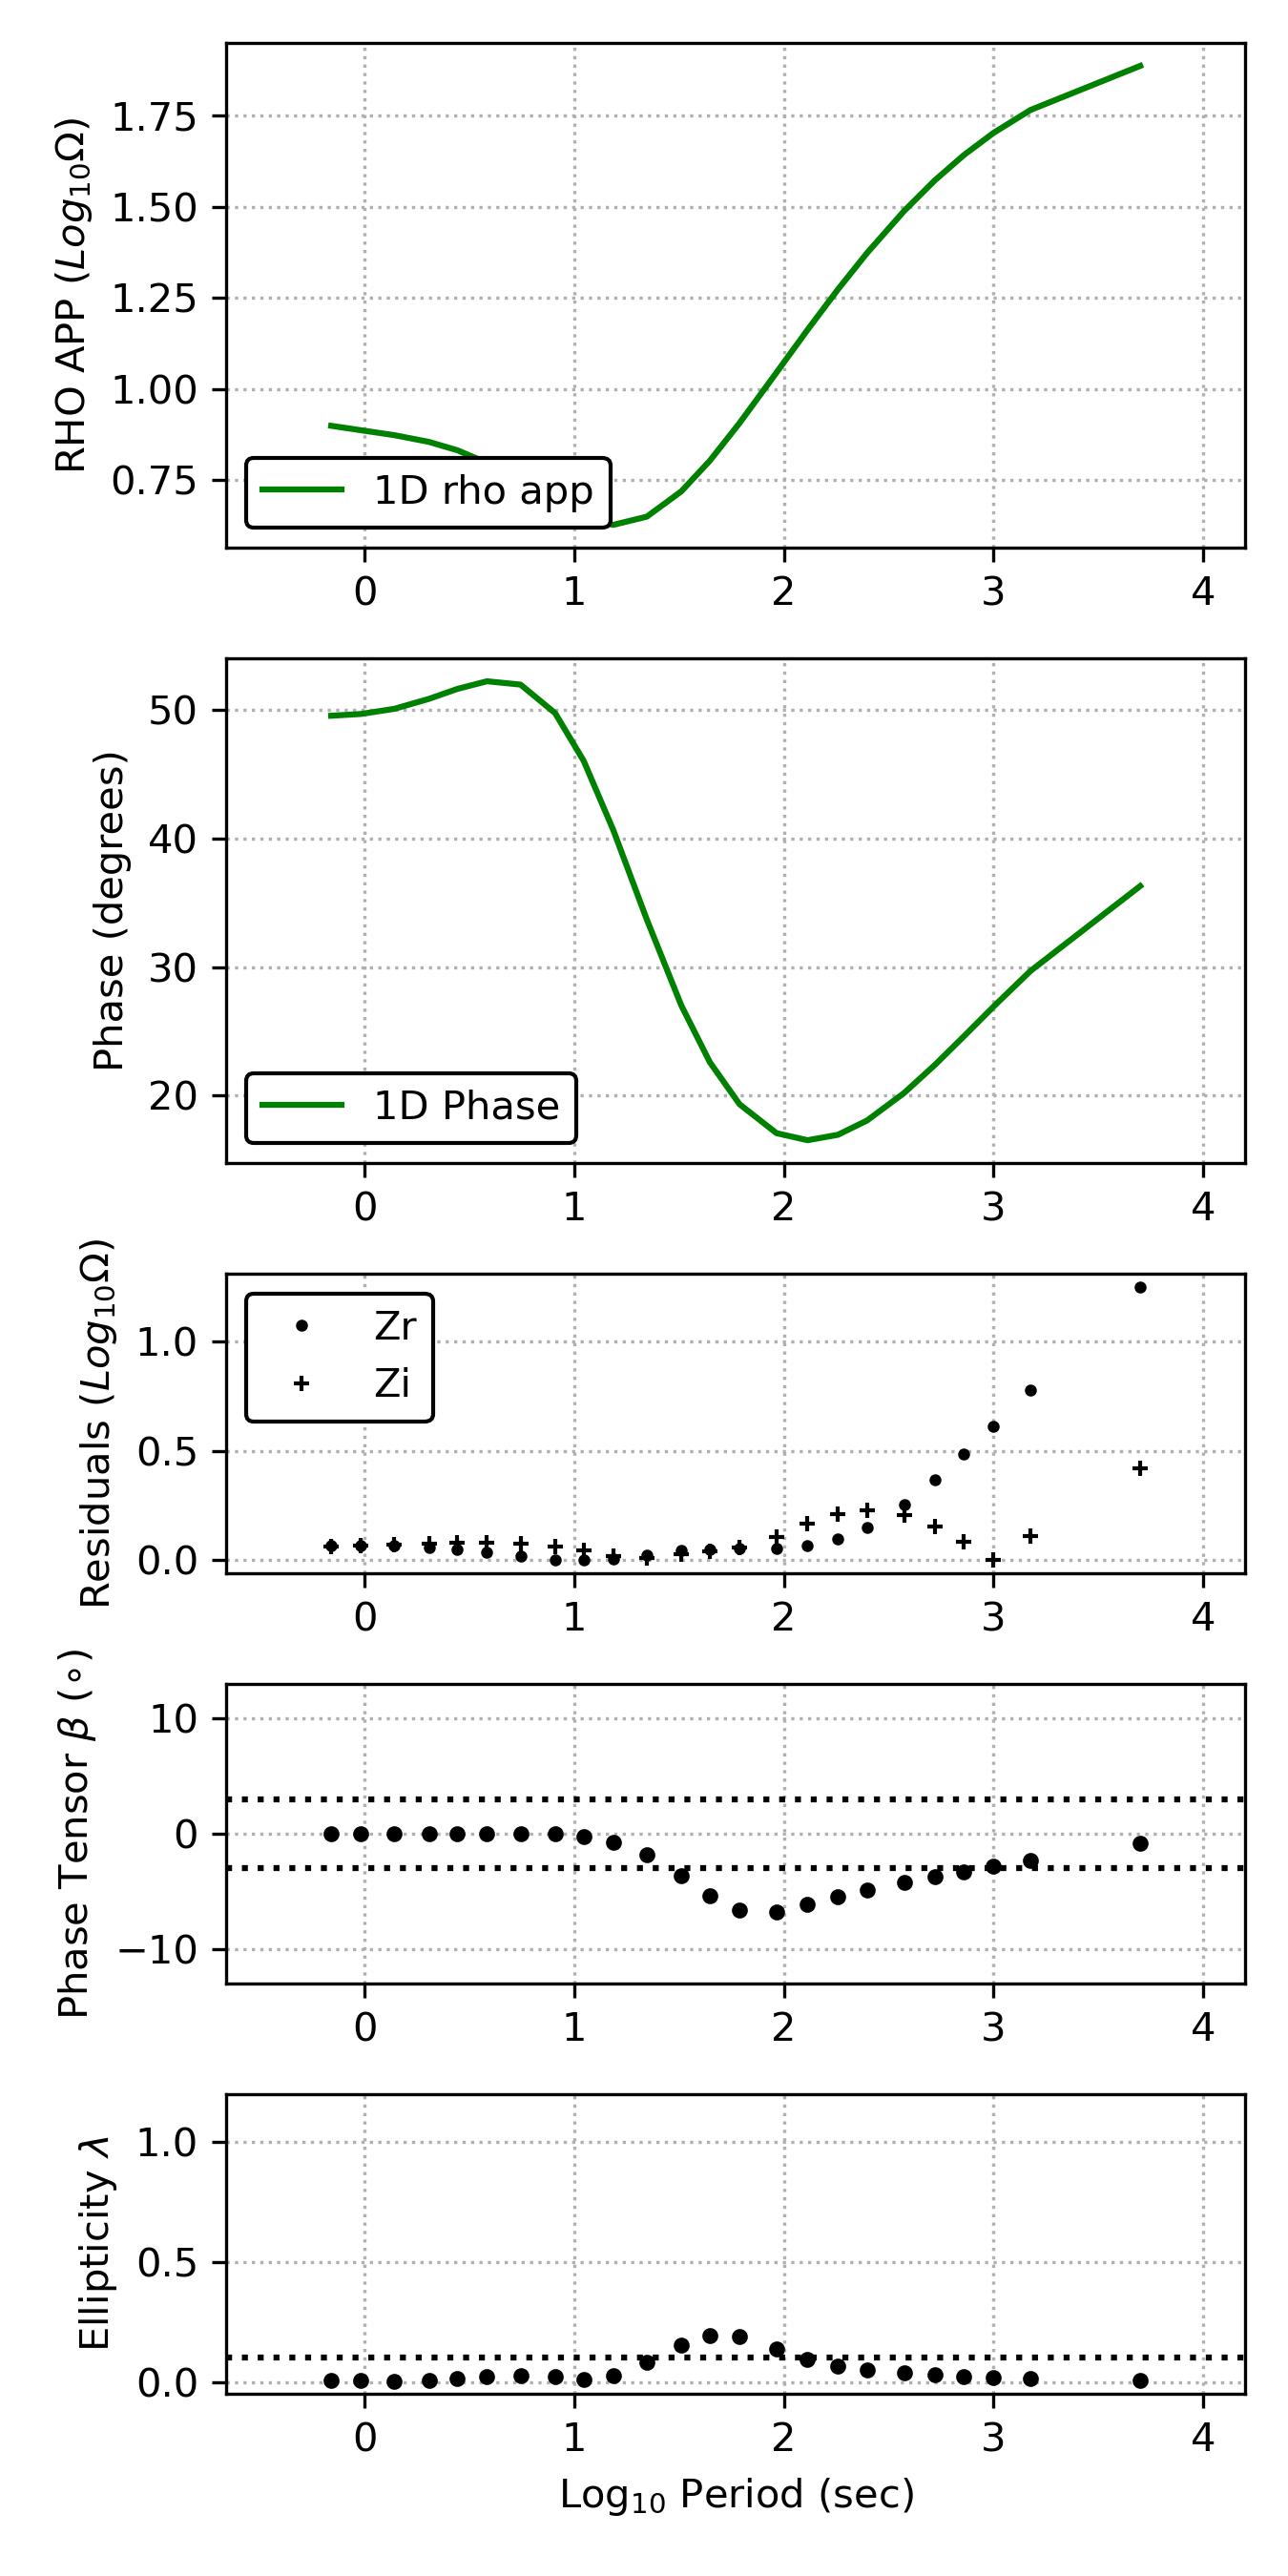 RHO APP (Log₁₀Ω)
1.75
1.50
1.25
1.00
0.75
1D rho app
0 1 2 3 4
Phase (degrees)
50
40
30
20
1D Phase
0 1 2 3 4
Residuals (Log₁₀Ω)
1.0
0.5
0.0
Zr
Zi
0 1 2 3 4
Phase Tensor β (∘)
10
0
−10
0 1 2 3 4
Ellipticity λ
1.0
0.5
0.0
0 1 2 3 4
Log₁₀ Period (sec)